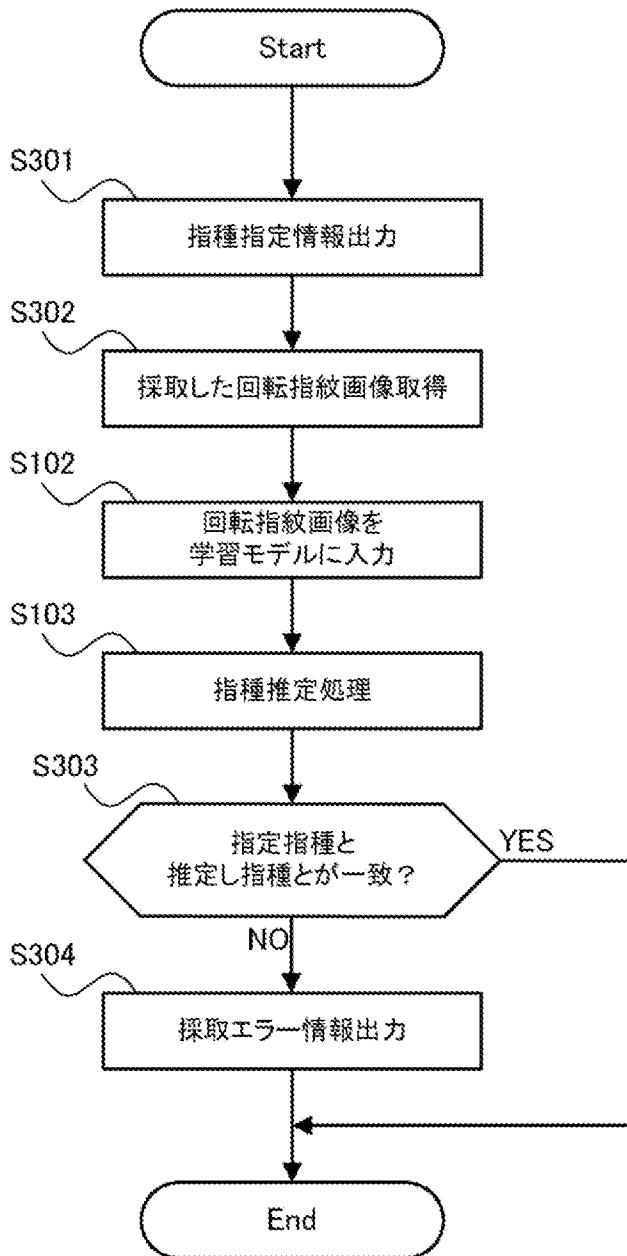 Start
S301
指種指定情報出力
S302
採取した回転指紋画像取得
S102
回転指紋画像を
学習モデルに入力
S103
指種推定処理
S303
指定指種と
推定し指種とが一致？
YES
NO
S304
採取エラー情報出力
End